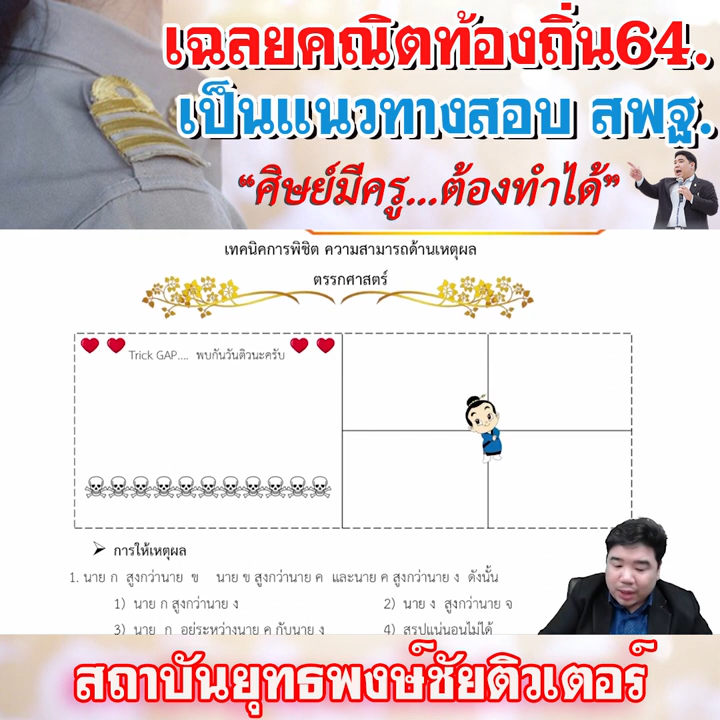 เฉลยคณิตท้องถิ่น64.
เป็นแนวทางสอบ สพฐ.
“ศิษย์มีครู...ต้องทำได้”
เทคนิคการพิชิต ความสามารถด้านเหตุผล
ตรรกศาสตร์
Trick GAP.... พบกันวันติวนะครับ
➢ การให้เหตุผล
1. นาย ก สูงกว่านาย ข นาย ข สูงกว่านาย ค และนาย ค สูงกว่านาย ง ดังนั้น
1) นาย ก สูงกว่านาย ง 2) นาย ง สูงกว่านาย จ
3) นาย ก อยู่ระหว่างนาย ค กับนาย ง 4) สรุปแน่นอนไม่ได้
สถาบันยุทธพงษ์ชัยติวเตอร์